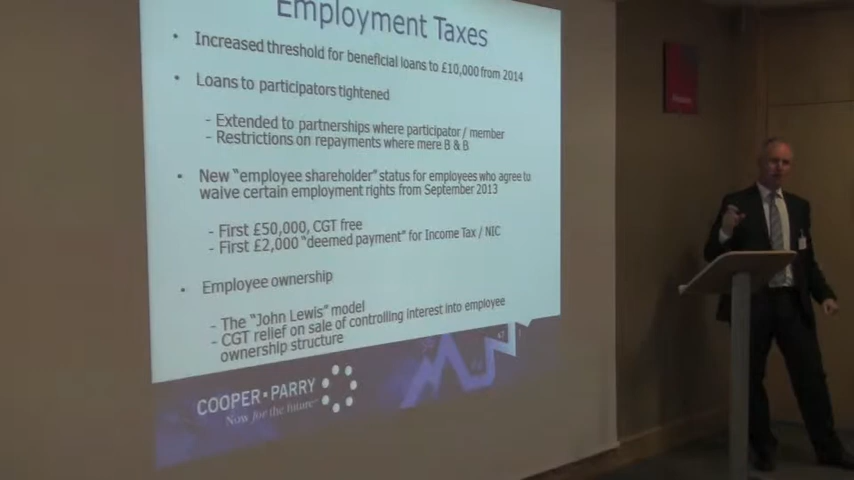 Employment Taxes
• Increased threshold for beneficial loans to £10,000 from 2014
• Loans to participators tightened
- Extended to partnerships where participator / member
- Restrictions on repayments where mere B & B
• New "employee shareholder" status for employees who agree to
waive certain employment rights from September 2013
- First £50,000, CGT free
- First £2,000 "deemed payment" for Income Tax / NIC
• Employee ownership
- The "John Lewis" model
- CGT relief on sale of controlling interest into employee
ownership structure
COOPER•PARRY
Now for the future